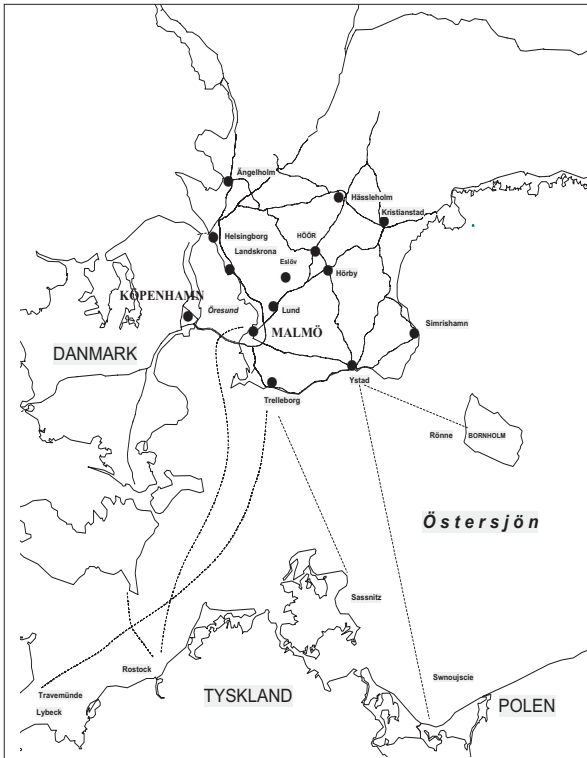 Ängelholm
Hässleholm
Kristianstad
Helsingborg
HÖÖR
Landskrona
Eslöv
Hörby
KÖPENHAMN
Öresund
Lund
MALMÖ
Simrishamn
DANMARK
Ystad
Trelleborg
Rönne
BORNHOLM
Östersjön
Sassnitz
Rostock
Swnoujscie
Travemünde
TYSKLAND
POLEN
Lybeck